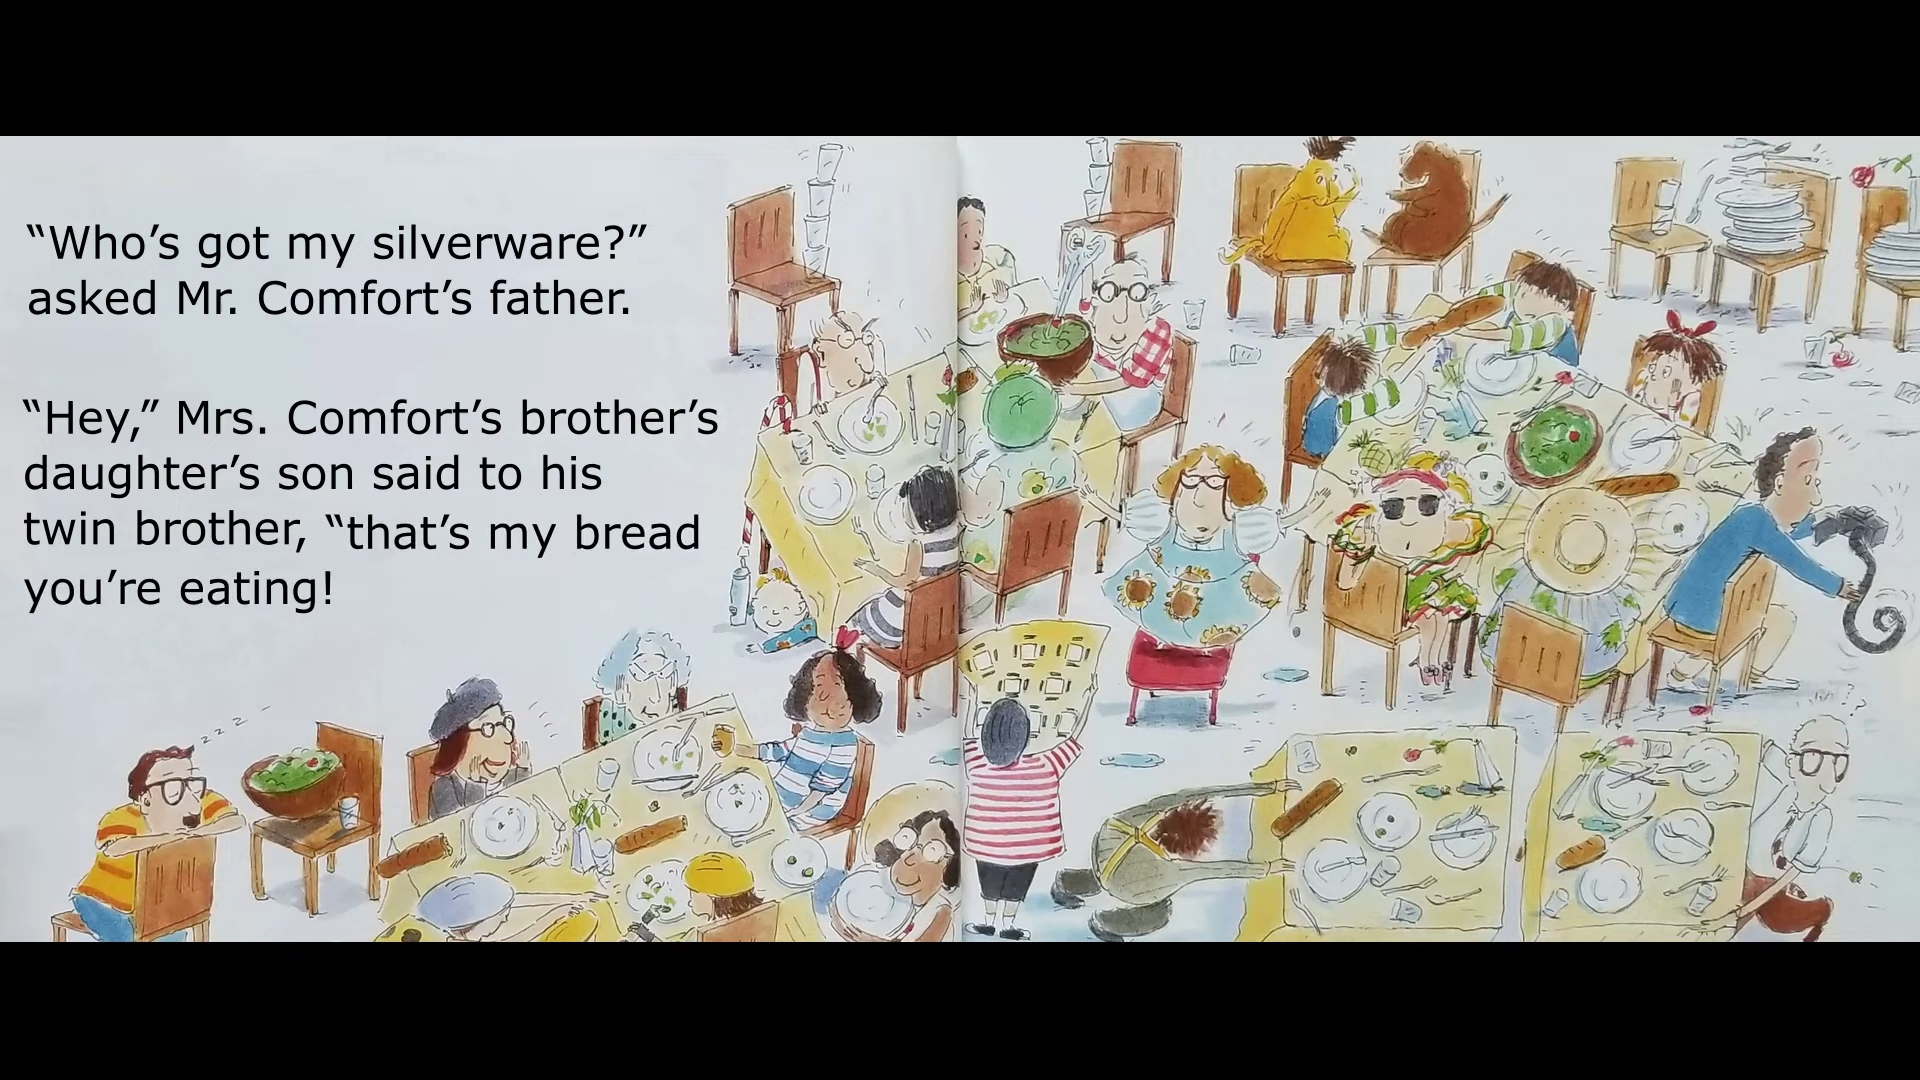 “Who’s got my silverware?”
asked Mr. Comfort’s father.
“Hey,” Mrs. Comfort’s brother’s
daughter’s son said to his
twin brother, “that’s my bread
you’re eating!
zzzz